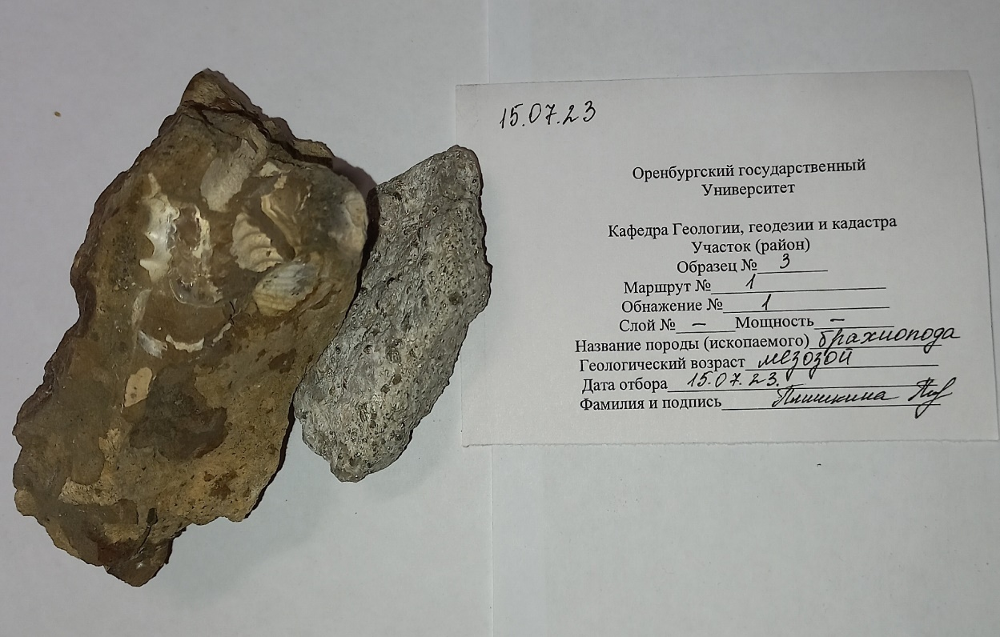 15.07.23
Оренбургский государственный
Университет
Кафедра Геологии, геодезии и кадастра
Участок (район)
Образец № 3
Маршрут № 1
Обнажение № 1
Слой № – Мощность –
Название породы (ископаемого) брахиопода
Геологический возраст мезозой
Дата отбора 15.07.23.
Фамилия и подпись Плишкина